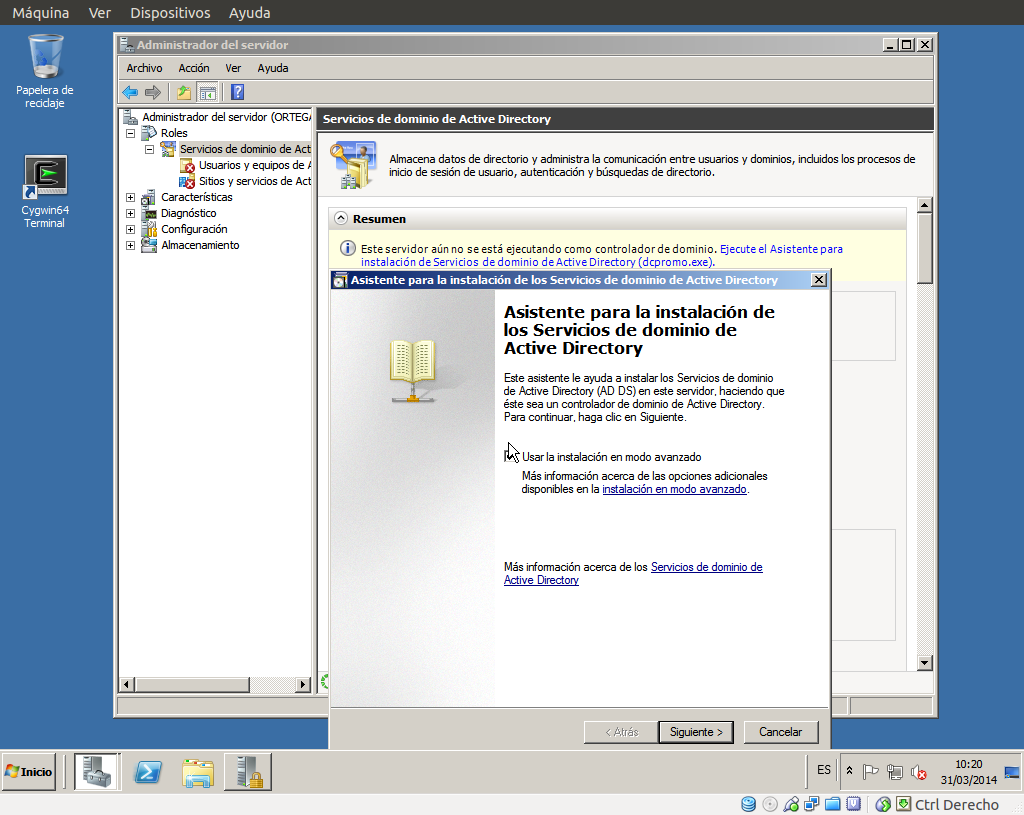 Máquina Ver Dispositivos Ayuda
Papelera de
reciclaje
Cygwin64
Terminal
Administrador del servidor
Archivo Acción Ver Ayuda
Administrador del servidor (ORTEGA
Roles
Servicios de dominio de Act
Usuarios y equipos de A
Sitios y servicios de Act
Características
Diagnóstico
Configuración
Almacenamiento
Servicios de dominio de Active Directory
Almacena datos de directorio y administra la comunicación entre usuarios y dominios, incluidos los procesos de
inicio de sesión de usuario, autenticación y búsquedas de directorio.
Resumen
Este servidor aún no se está ejecutando como controlador de dominio. Ejecute el Asistente para
instalación de Servicios de dominio de Active Directory (dcpromo.exe).
Asistente para la instalación de los Servicios de dominio de Active Directory
Asistente para la instalación de
los Servicios de dominio de
Active Directory
Este asistente le ayuda a instalar los Servicios de dominio
de Active Directory (AD DS) en este servidor, haciendo que
éste sea un controlador de dominio de Active Directory.
Para continuar, haga clic en Siguiente.
Usar la instalación en modo avanzado
Más información acerca de las opciones adicionales
disponibles en la instalación en modo avanzado.
Más información acerca de los Servicios de dominio de
Active Directory
< Atrás Siguiente > Cancelar
Inicio
ES
10:20
31/03/2014
Ctrl Derecho